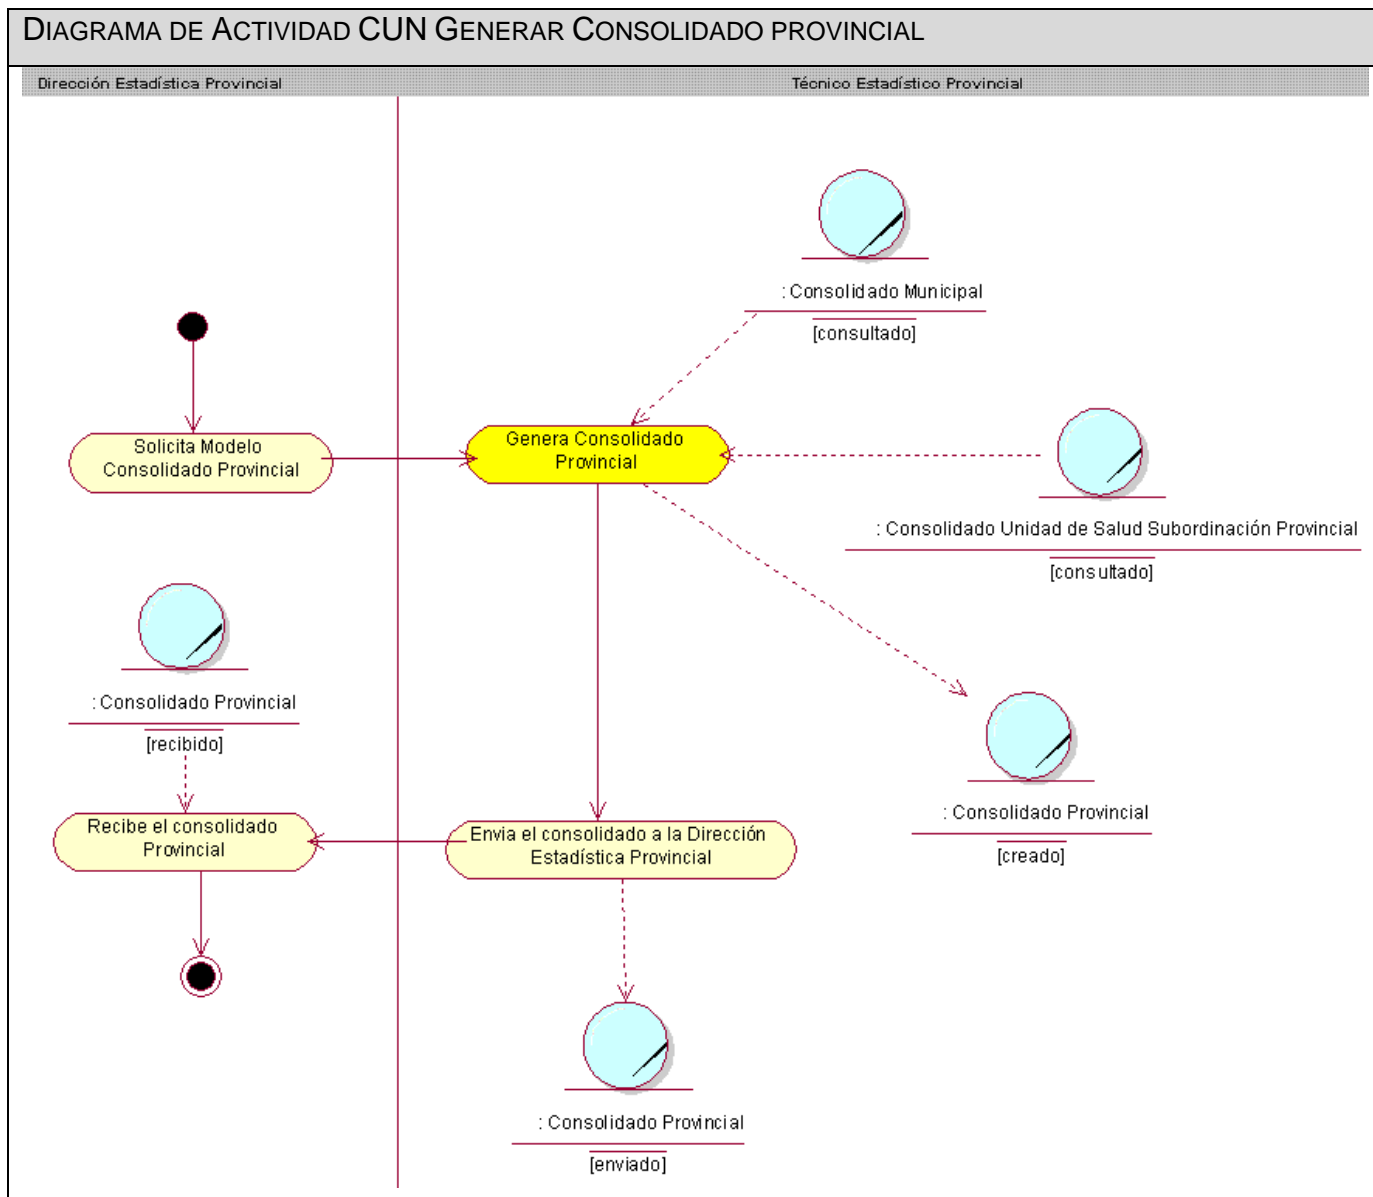 DIAGRAMA DE ACTIVIDAD CUN GENERAR CONSOLIDADO PROVINCIAL
Dirección Estadística Provincial
Técnico Estadístico Provincial
: Consolidado Municipal
[consultado]
Solicita Modelo
Consolidado Provincial
Genera Consolidado
Provincial
: Consolidado Unidad de Salud Subordinación Provincial
[consultado]
: Consolidado Provincial
[recibido]
: Consolidado Provincial
[creado]
Recibe el consolidado
Provincial
Envia el consolidado a la Dirección
Estadística Provincial
: Consolidado Provincial
[enviado]